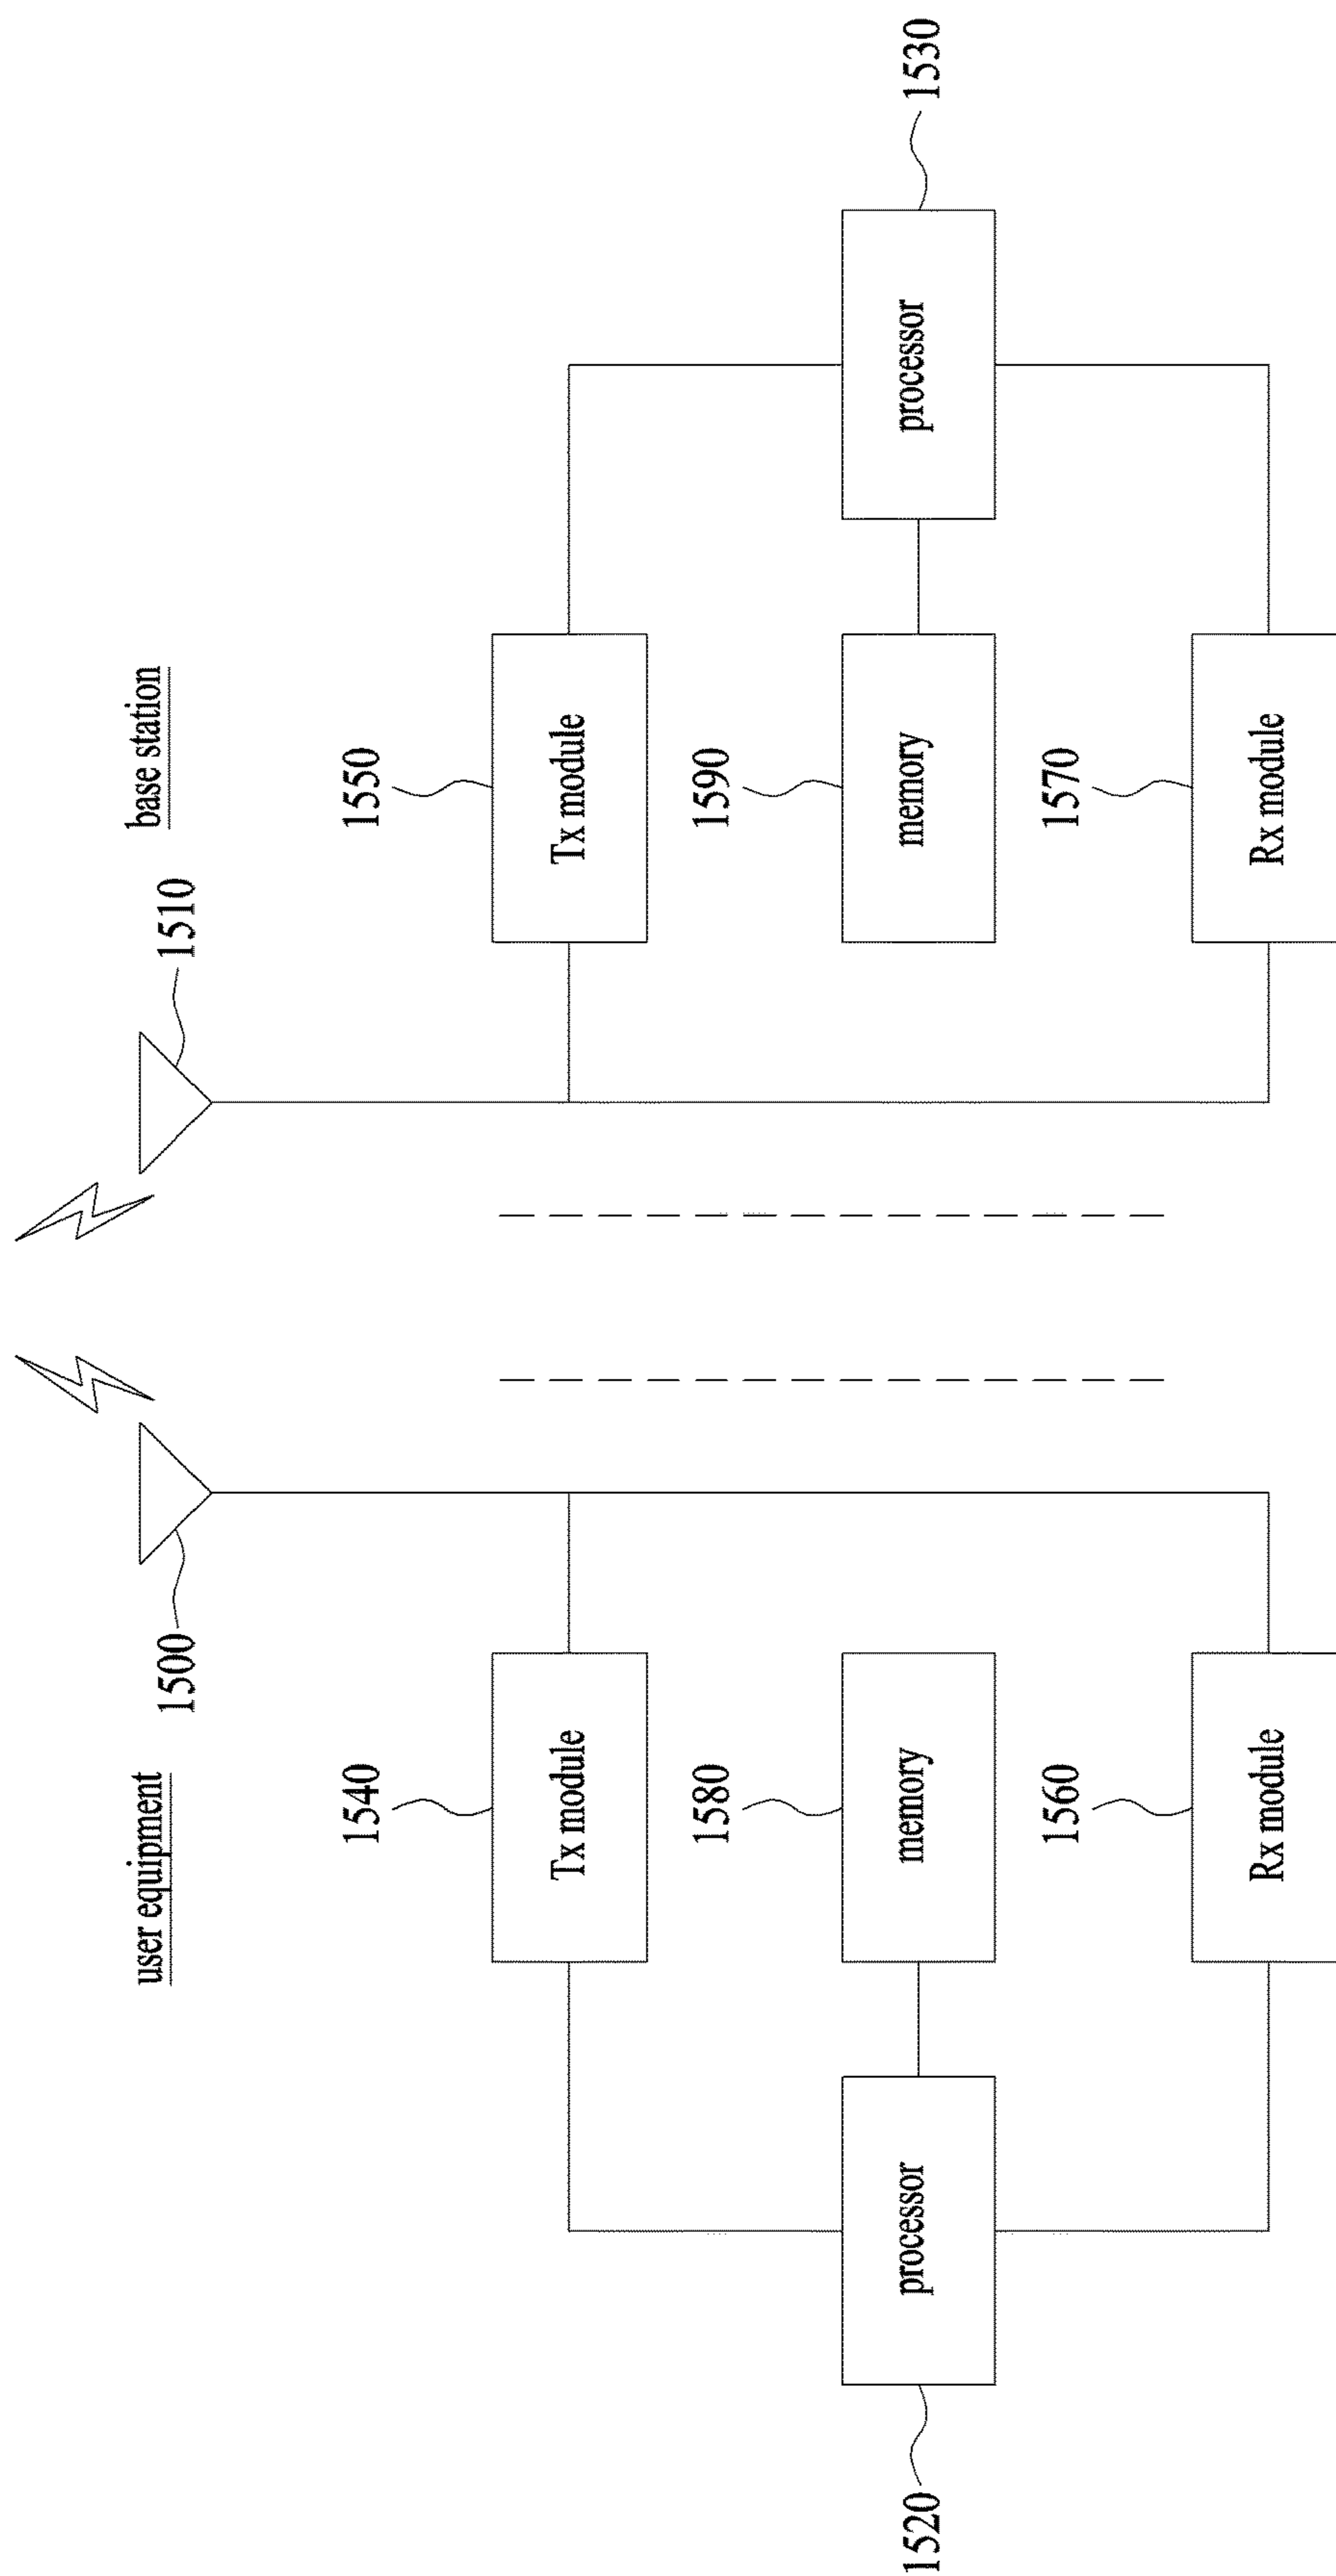 user equipment
1500
1510
base station
1540
Tx module
1550
Tx module
1580
memory
1590
memory
1520
processor
processor
1530
1560
Rx module
1570
Rx module